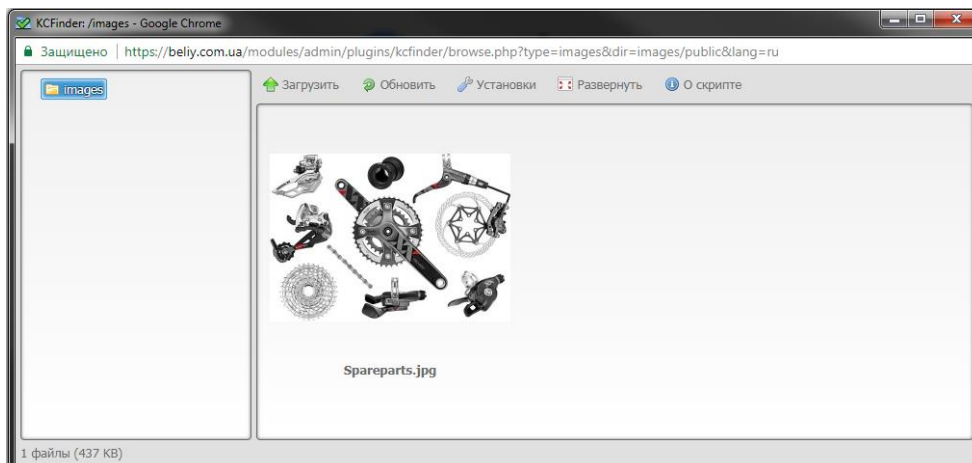 KCFinder: /images - Google Chrome
Защищено | https://beliy.com.ua/modules/admin/plugins/kcfinder/browse.php?type=images&dir=images/public&lang=ru
images
Загрузить Обновить Установки Развернуть О скрипте
Spareparts.jpg
1 файлы (437 KB)